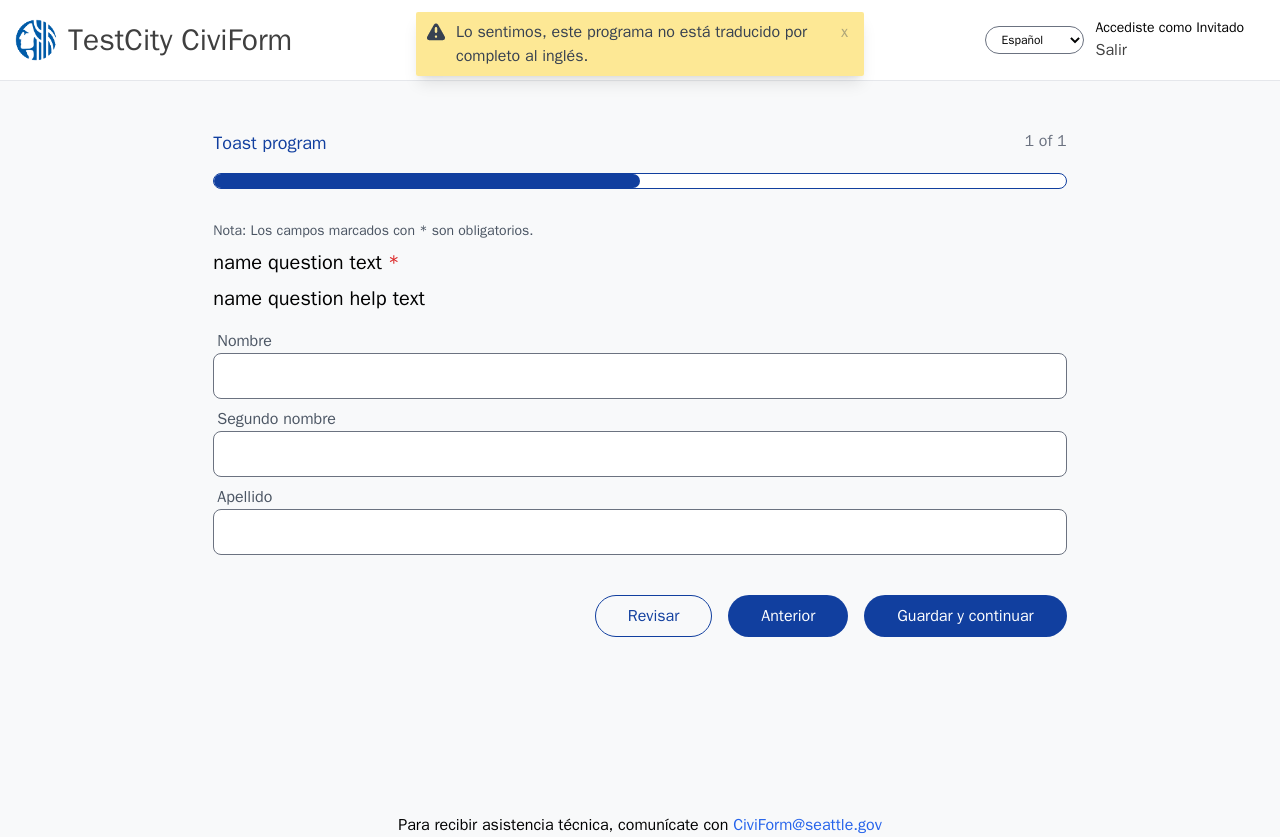 TestCity CiviForm
Lo sentimos, este programa no está traducido por
completo al inglés.
x
Español
Accediste como Invitado
Salir
Toast program
1 of 1
Nota: Los campos marcados con * son obligatorios.
name question text *
name question help text
Nombre
Segundo nombre
Apellido
Revisar
Anterior
Guardar y continuar
Para recibir asistencia técnica, comunícate con CiviForm@seattle.gov